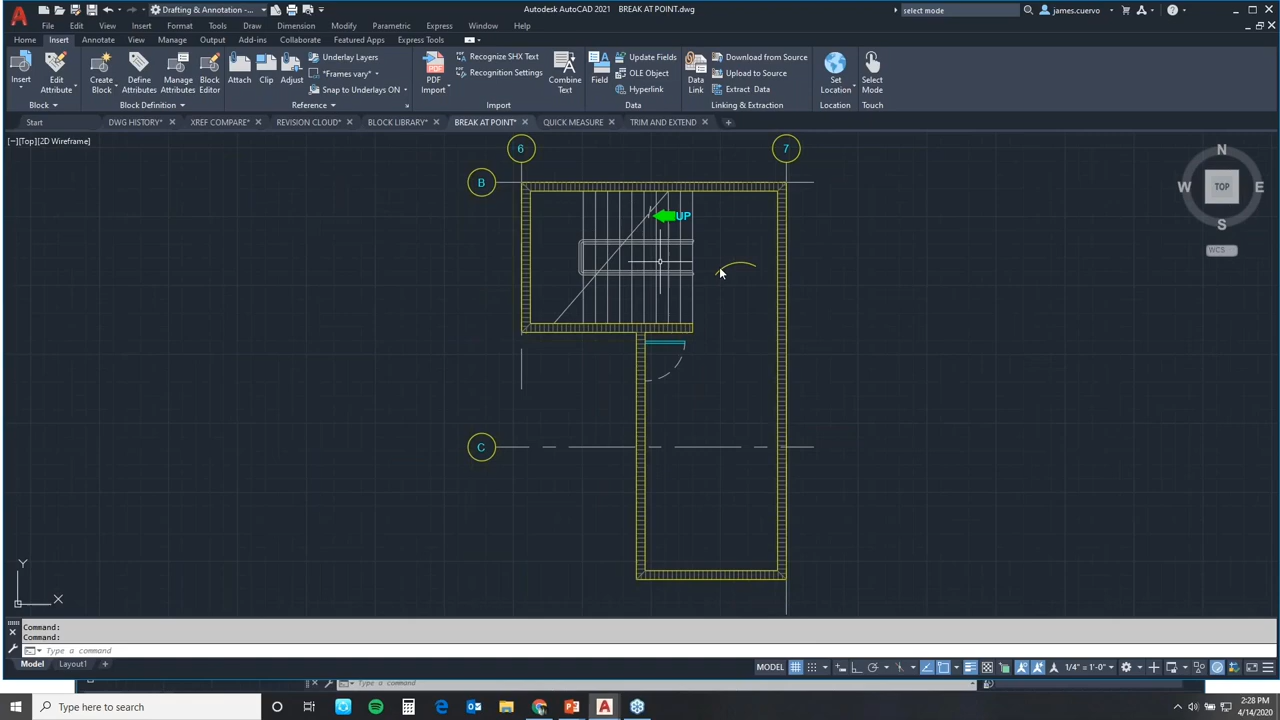 Drafting & Annotation
Autodesk AutoCAD 2021 BREAK AT POINT.dwg
select mode
james.cuervo
File Edit View Insert Format Tools Draw Dimension Modify Parametric Express Window Help
Home Insert Annotate View Manage Output Add-ins Collaborate Featured Apps Express Tools
Insert
Edit Attribute
Create Block
Define Attributes
Manage Attributes
Block Editor
Attach
Clip
Adjust
Underlay Layers
*Frames vary*
Snap to Underlays ON
PDF Import
Recognize SHX Text
Recognition Settings
Combine Text
Field
Update Fields
OLE Object
Hyperlink
Data Link
Download from Source
Upload to Source
Extract Data
Set Location
Select Mode
Block Block Definition Reference Import Data Linking & Extraction Location Touch
Start DWG HISTORY* XREF COMPARE* REVISION CLOUD* BLOCK LIBRARY* BREAK AT POINT* QUICK MEASURE TRIM AND EXTEND
[−][Top][2D Wireframe]
6 7
B
UP
C
N
W TOP E
S
WCS
Y
X
Command:
Command:
Type a command
Model Layout1
MODEL 1/4" = 1'-0"
Type a command
Type here to search
2:28 PM
4/14/2020